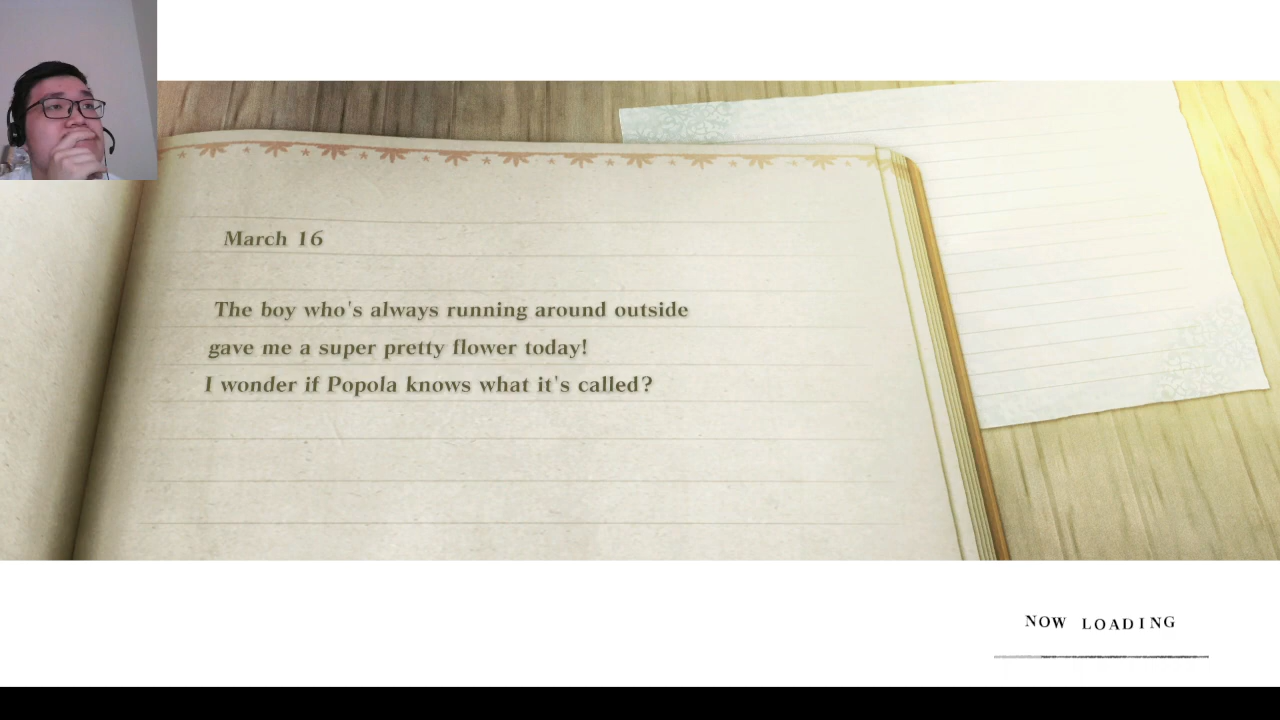 March 16
The boy who's always running around outside
gave me a super pretty flower today!
I wonder if Popola knows what it's called?
NOW LOADING